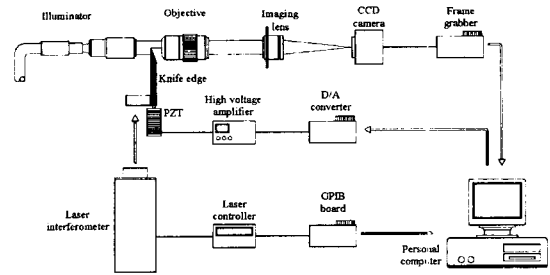 Illuminator
Objective
Imaging
lens
CCD
camera
Frame
grabber
Knife edge
PZT
High voltage
amplifier
D/A
converter
Laser
interferometer
Laser
controller
GPIB
board
Personal
computer